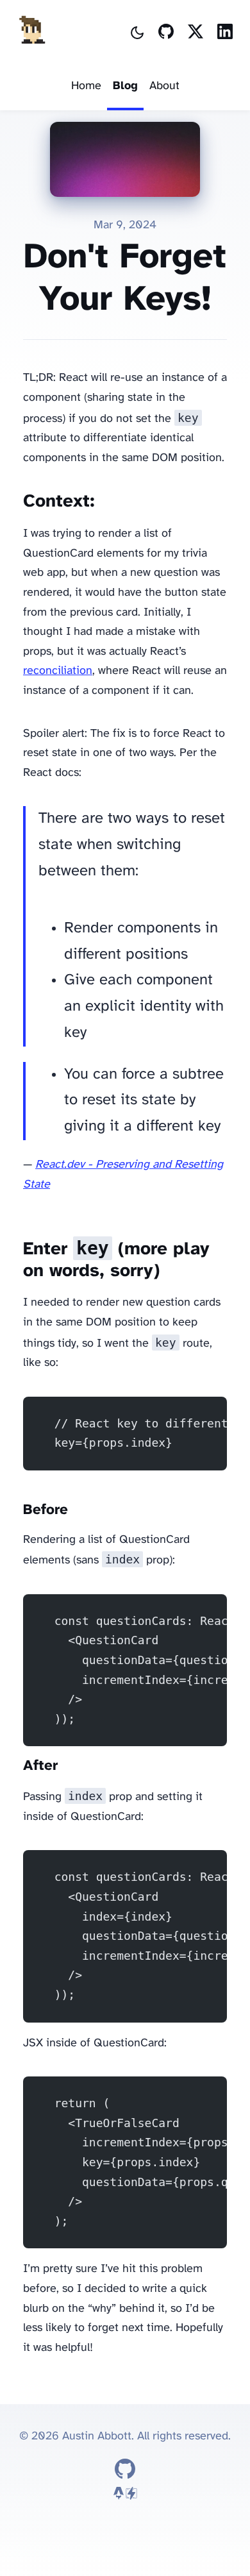 Home Blog About
Mar 9, 2024
Don't Forget
Your Keys!
TL;DR: React will re-use an instance of a
component (sharing state in the
process) if you do not set the key
attribute to differentiate identical
components in the same DOM position.
Context:
I was trying to render a list of
QuestionCard elements for my trivia
web app, but when a new question was
rendered, it would have the button state
from the previous card. Initially, I
thought I had made a mistake with
props, but it was actually React’s
reconciliation, where React will reuse an
instance of a component if it can.
Spoiler alert: The fix is to force React to
reset state in one of two ways. Per the
React docs:
There are two ways to reset
state when switching
between them:
• Render components in
different positions
• Give each component
an explicit identity with
key
• You can force a subtree
to reset its state by
giving it a different key
— React.dev - Preserving and Resetting
State
Enter key (more play
on words, sorry)
I needed to render new question cards
in the same DOM position to keep
things tidy, so I went the key route,
like so:
// React key to different
key={props.index}
Before
Rendering a list of QuestionCard
elements (sans index prop):
const questionCards: Reac
<QuestionCard
questionData={questio
incrementIndex={incre
/>
));
After
Passing index prop and setting it
inside of QuestionCard:
const questionCards: Reac
<QuestionCard
index={index}
questionData={questio
incrementIndex={incre
/>
));
JSX inside of QuestionCard:
return (
<TrueOrFalseCard
incrementIndex={props
key={props.index}
questionData={props.q
/>
);
I’m pretty sure I’ve hit this problem
before, so I decided to write a quick
blurb on the “why” behind it, so I’d be
less likely to forget next time. Hopefully
it was helpful!
© 2026 Austin Abbott. All rights reserved.